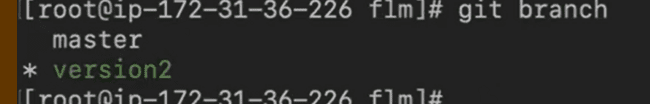 [root@ip-172-31-36-226 flm]# git branch
  master
* version2
[root@ip-172-31-36-226 flm]#